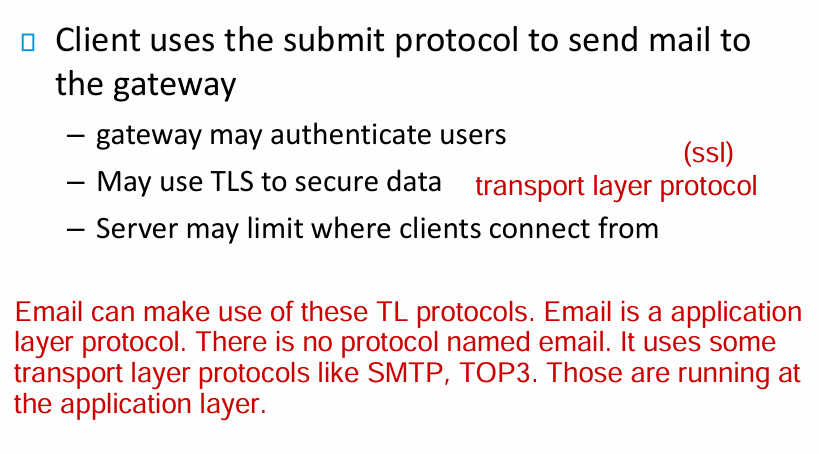 Client uses the submit protocol to send mail to
the gateway
– gateway may authenticate users
(ssl)
– May use TLS to secure data transport layer protocol
– Server may limit where clients connect from
Email can make use of these TL protocols. Email is a application
layer protocol. There is no protocol named email. It uses some
transport layer protocols like SMTP, TOP3. Those are running at
the application layer.